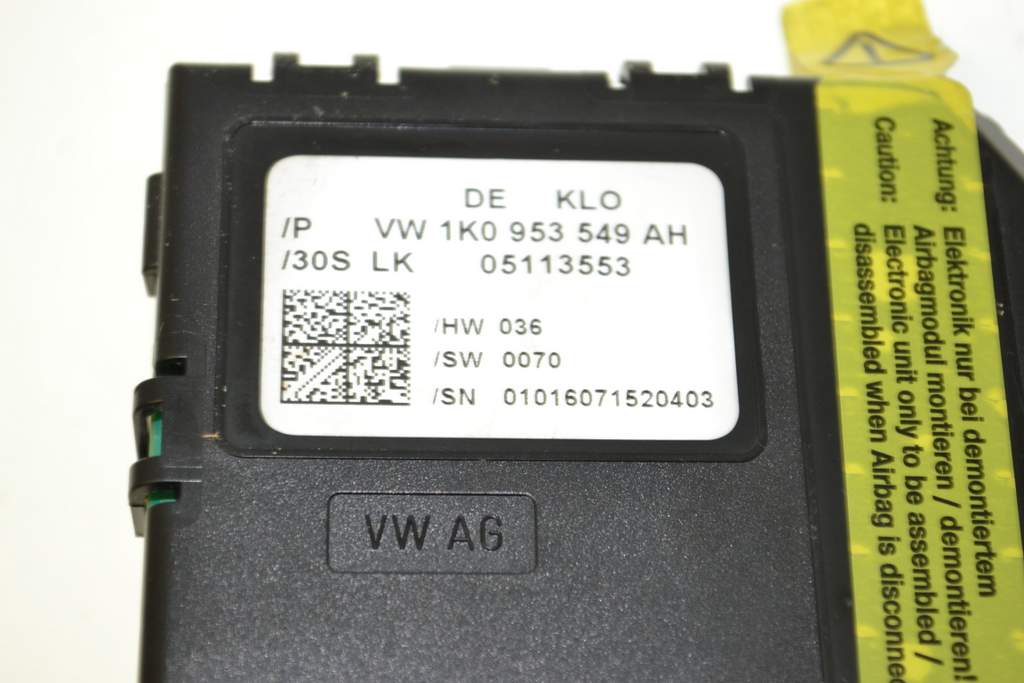 DE KLO
/P VW 1K0 953 549 AH
/30S LK 05113553
/HW 036
/SW 0070
/SN 01016071520403
VW AG
Achtung: Elektronik nur bei demontiertem
Airbagmodul montieren / demontieren!
Caution: Electronic unit only to be assembled /
disassembled when Airbag is